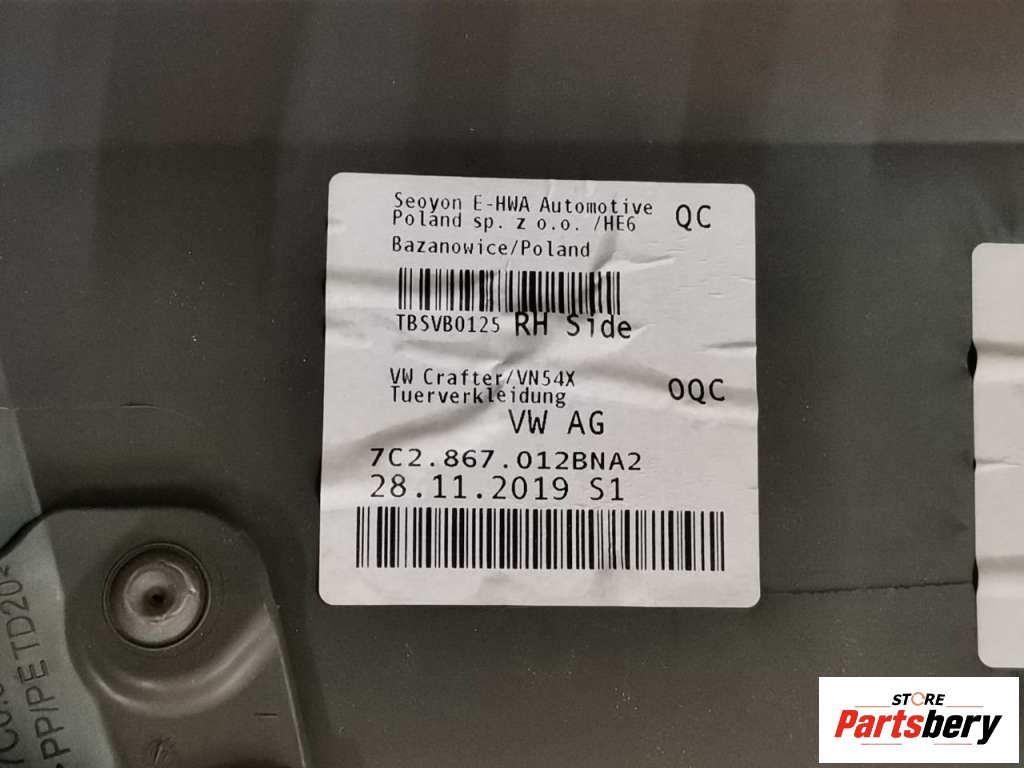 Seoyon E-HWA Automotive
Poland sp. z o.o. /HE6
QC
Bazanowice/Poland
TBSVB0125 RH Side
VW Crafter/VN54X
Tuerverkleidung
OQC
VW AG
7C2.867.012BNA2
28.11.2019 S1
PP/PE TD20<
STORE
Partsbery